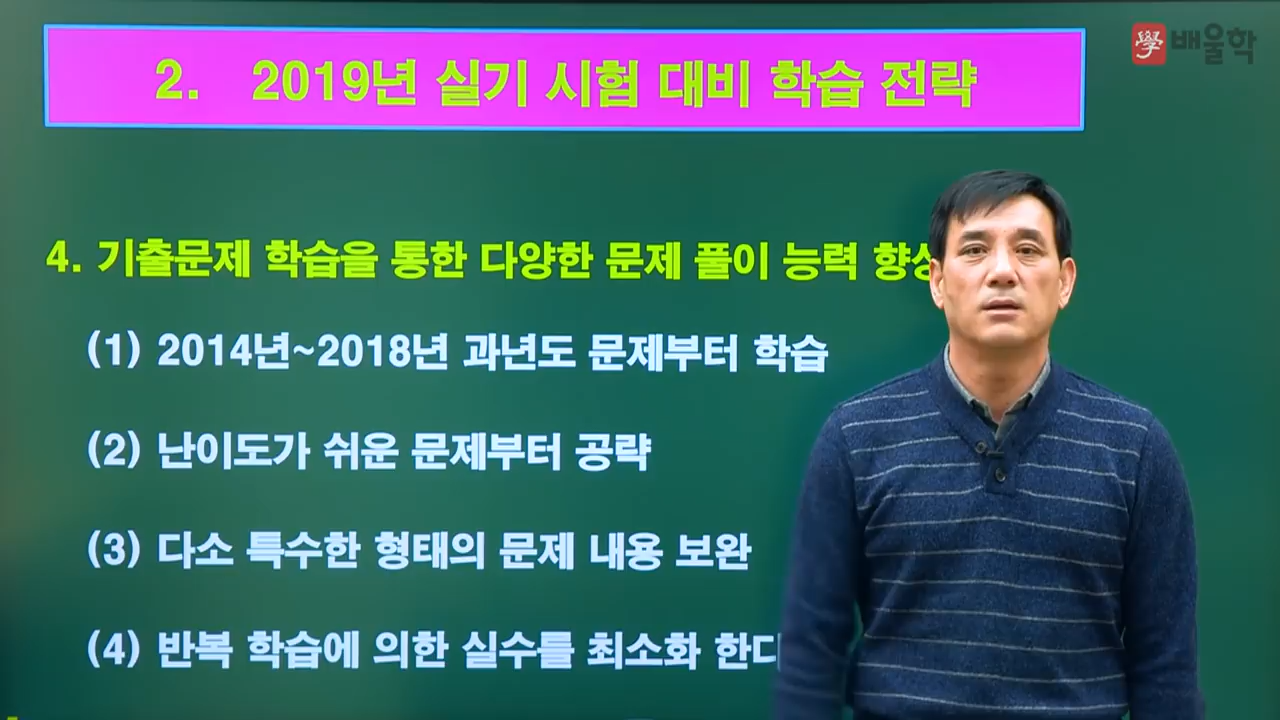 學 배울학
2. 2019년 실기 시험 대비 학습 전략
4. 기출문제 학습을 통한 다양한 문제 풀이 능력
(1) 2014년~2018년 과년도 문제부터 학습
(2) 난이도가 쉬운 문제부터 공략
(3) 다소 특수한 형태의 문제 내용 보완
(4) 반복 학습에 의한 실수를 최소화 한다